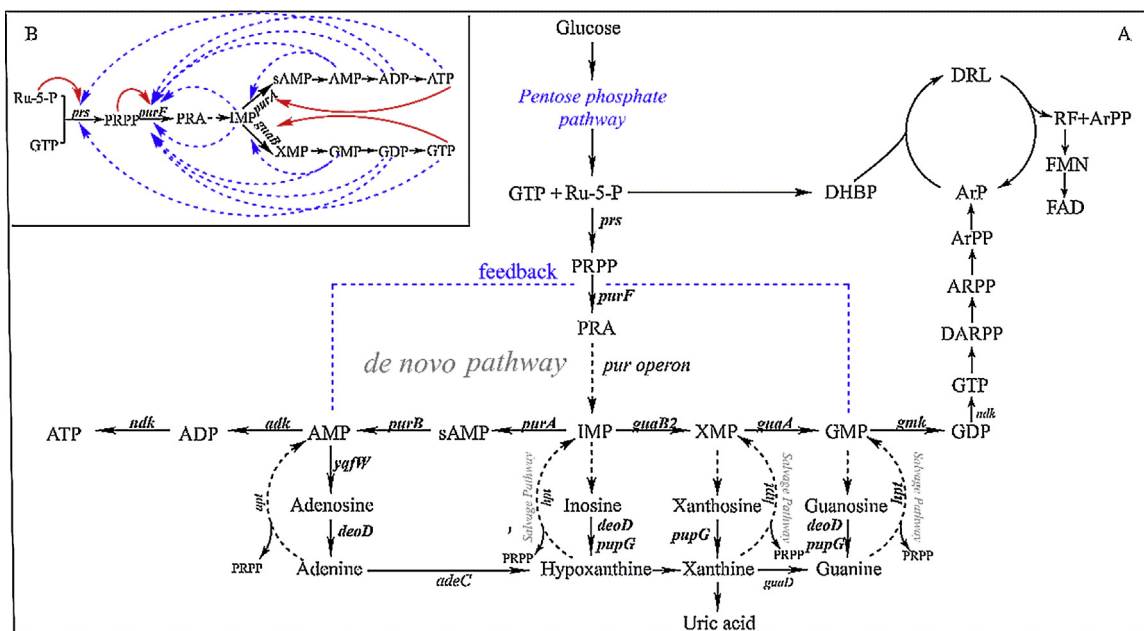 B
A
sAMP AMP ADP ATP
Ru-5-P
prs
purF
purA
PRPP
PRA
IMP
guaB
GTP
XMP GMP GDP GTP
Glucose
Pentose phosphate
pathway
GTP + Ru-5-P
DHBP
DRL
RF+ArPP
FMN
FAD
ArP
ArPP
ARPP
DARPP
GTP
ndk
prs
PRPP
feedback
purF
PRA
de novo pathway
pur operon
ATP ndk ADP adk AMP purB sAMP purA IMP guaB2 XMP guaA GMP gmk GDP
yqfW
Adenosine
deoD
Adenine
PRPP
adeC
Salvage Pathway
hpt
Inosine
deoD
pupG
PRPP
Hypoxanthine
Xanthosine
pupG
Xanthine
hpt
Salvage Pathway
PRPP
guaD
Guanosine
deoD
pupG
Guanine
hpt
Salvage Pathway
PRPP
Uric acid